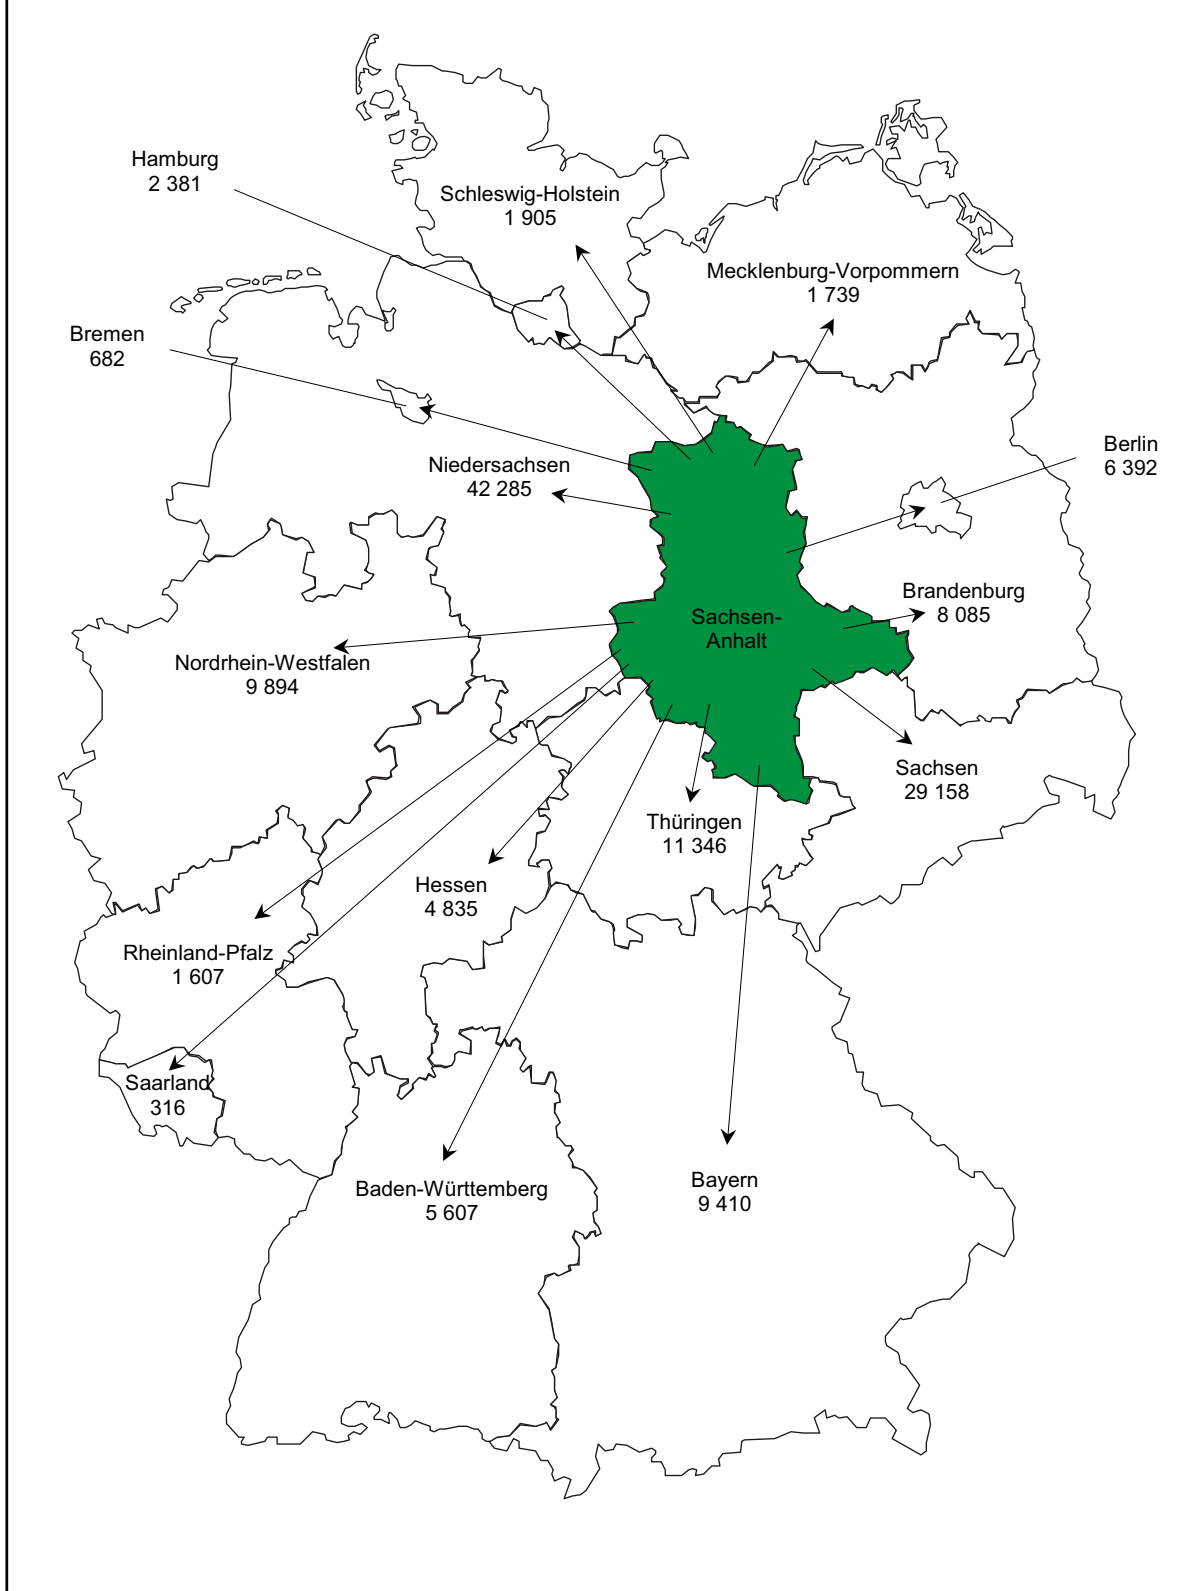 Hamburg
2 381
Schleswig-Holstein
1 905
Mecklenburg-Vorpommern
1 739
Bremen
682
Niedersachsen
42 285
Berlin
6 392
Brandenburg
8 085
Sachsen-
Anhalt
Nordrhein-Westfalen
9 894
Sachsen
29 158
Thüringen
11 346
Hessen
4 835
Rheinland-Pfalz
1 607
Saarland
316
Baden-Württemberg
5 607
Bayern
9 410